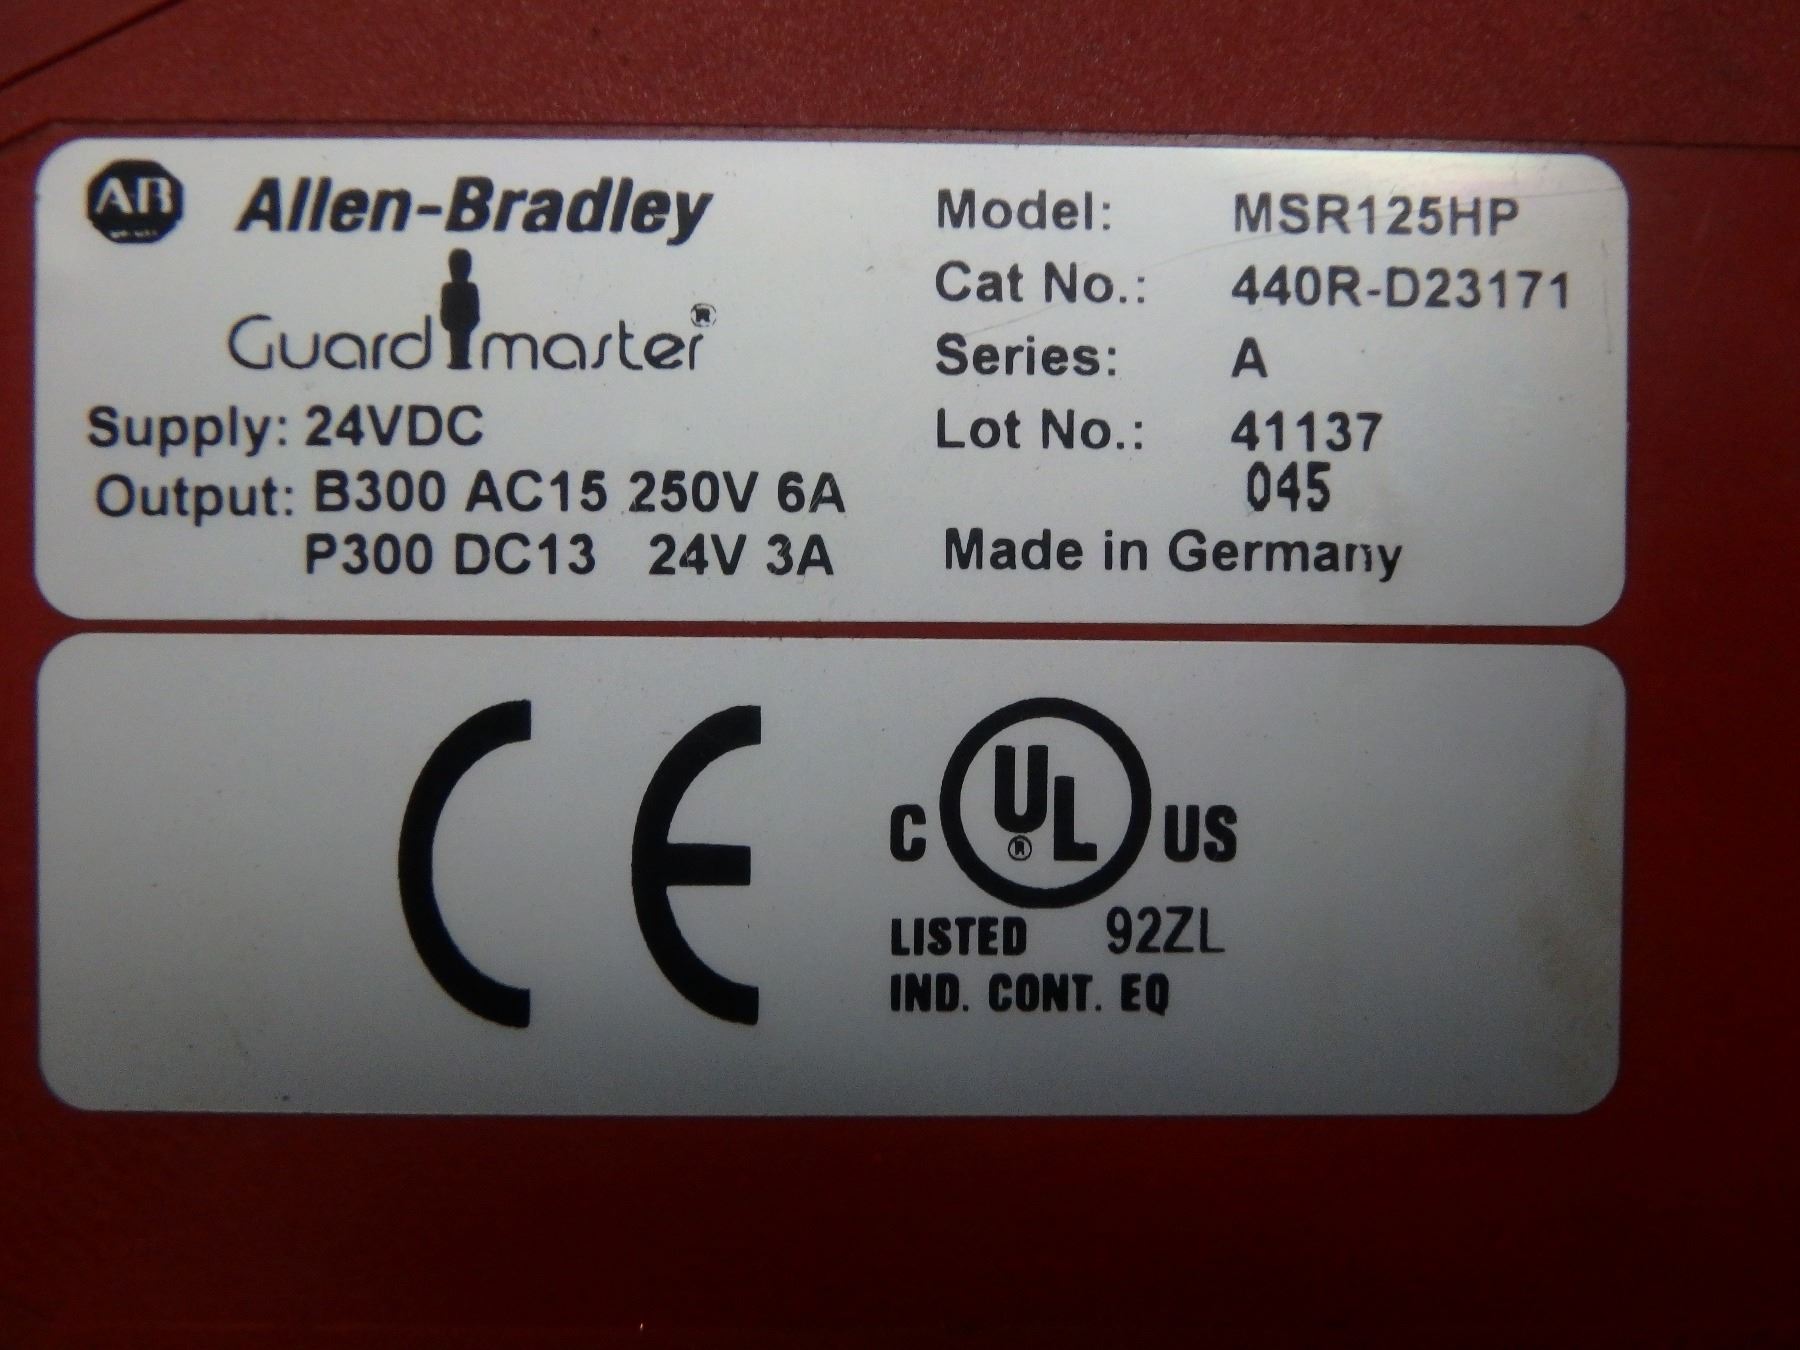 AB Allen-Bradley
Guardmaster®
Supply: 24VDC
Output: B300 AC15 250V 6A
P300 DC13 24V 3A
Model: MSR125HP
Cat No.: 440R-D23171
Series: A
Lot No.: 41137
045
Made in Germany
CE
C UL® US
LISTED 92ZL
IND. CONT. EQ